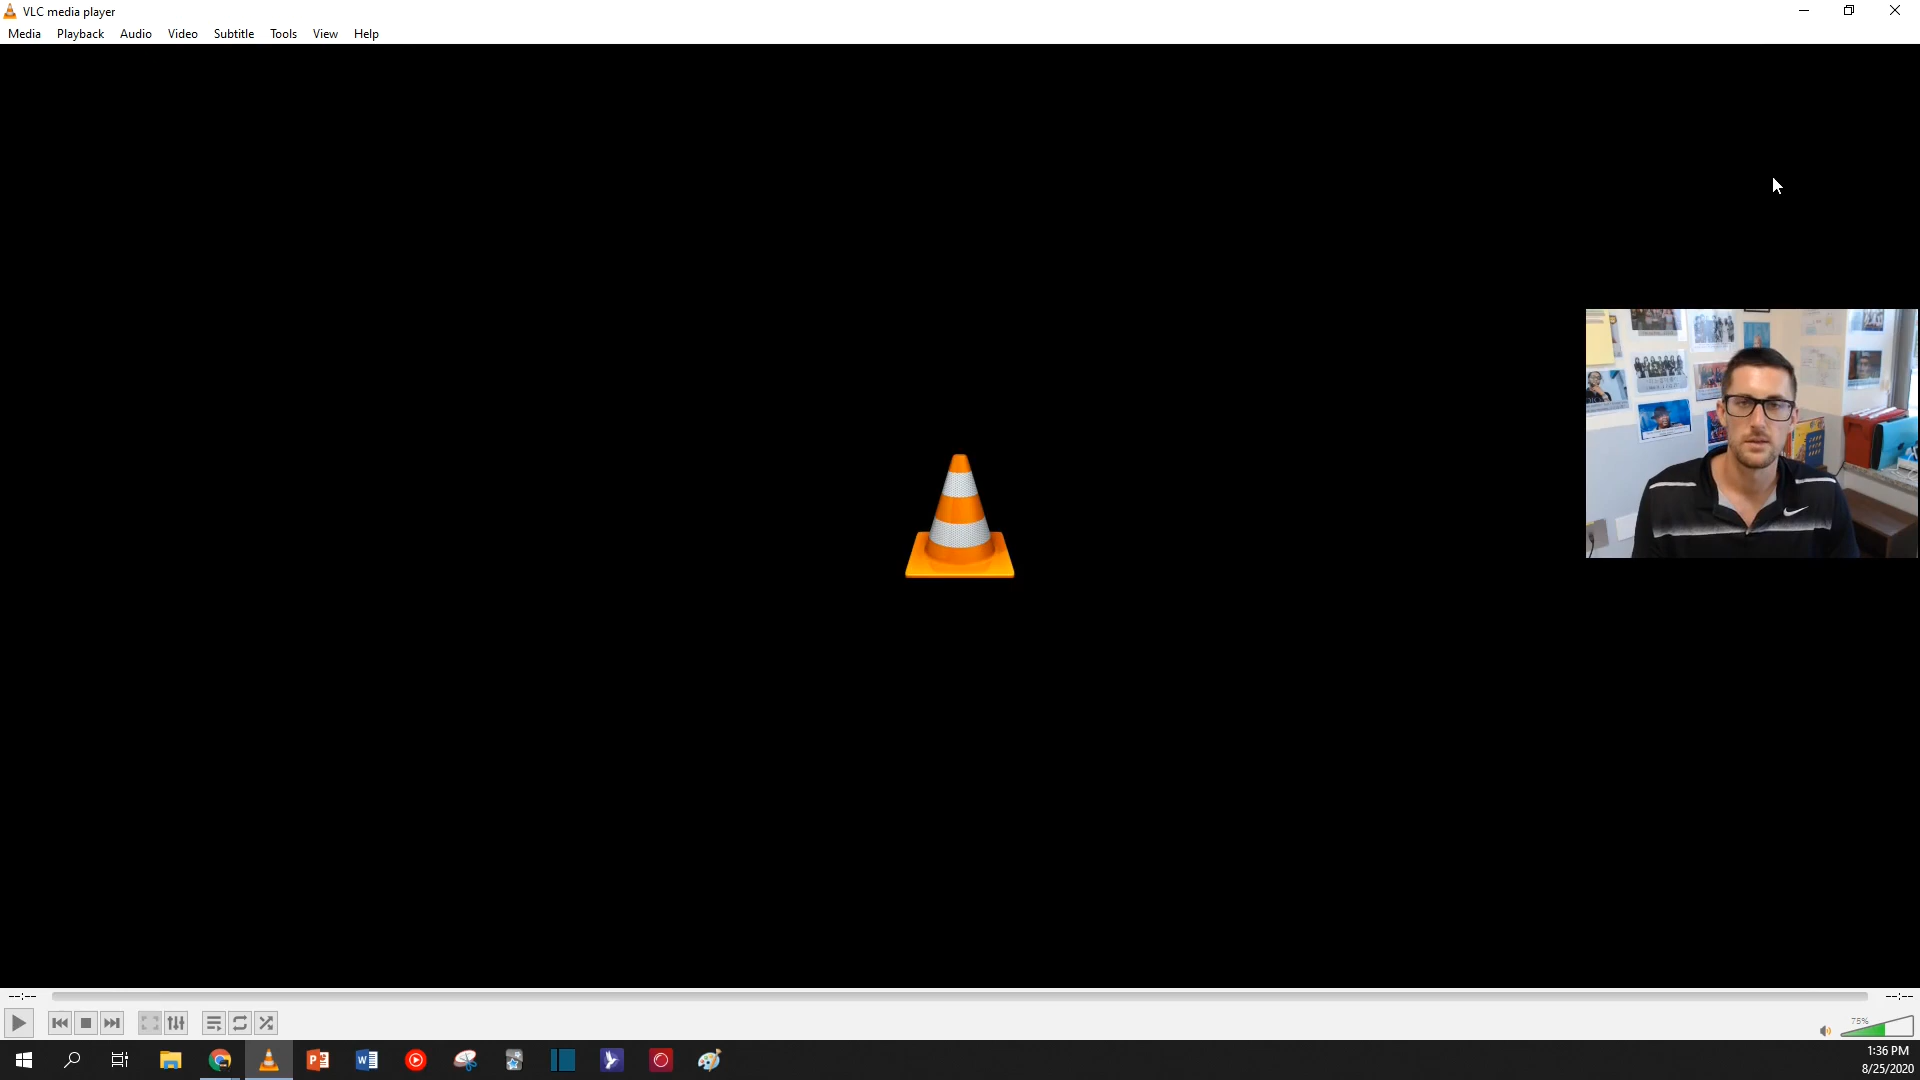 VLC media player
Media Playback Audio Video Subtitle Tools View Help
--:-- --:--
75%
1:36 PM
8/25/2020